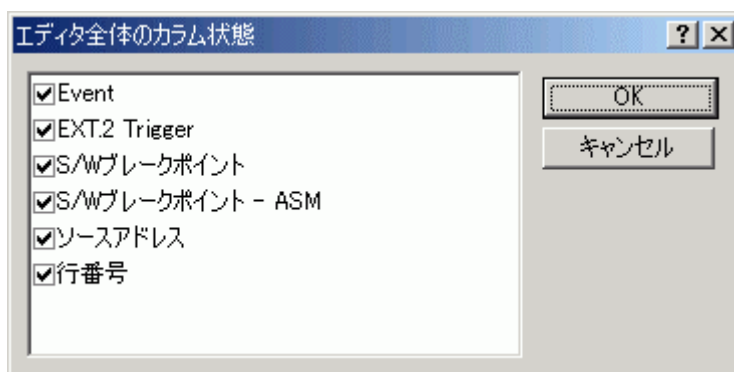 エディタ全体のカラム状態
Event
EXT.2 Trigger
S/Wブレークポイント
S/Wブレークポイント - ASM
ソースアドレス
行番号
OK
キャンセル